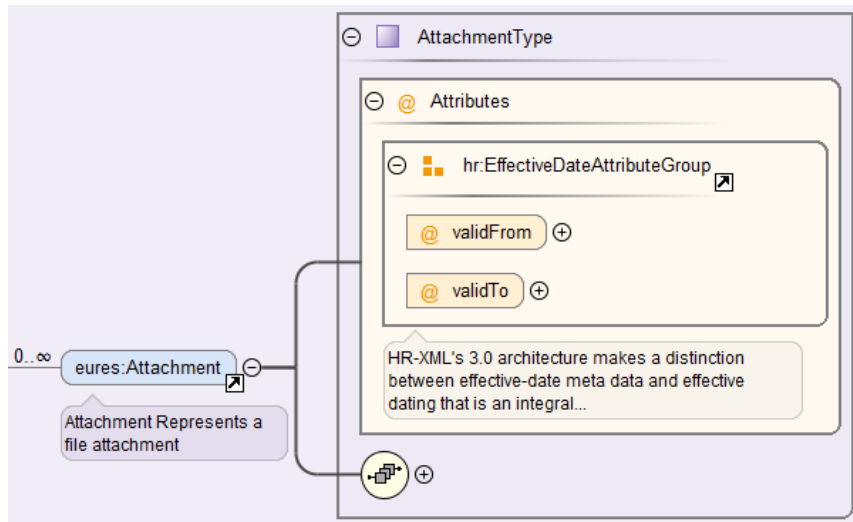 AttachmentType
@ Attributes
hr:EffectiveDateAttributeGroup
@ validFrom
@ validTo
0..∞
eures:Attachment
HR-XML's 3.0 architecture makes a distinction
between effective-date meta data and effective
dating that is an integral...
Attachment Represents a
file attachment